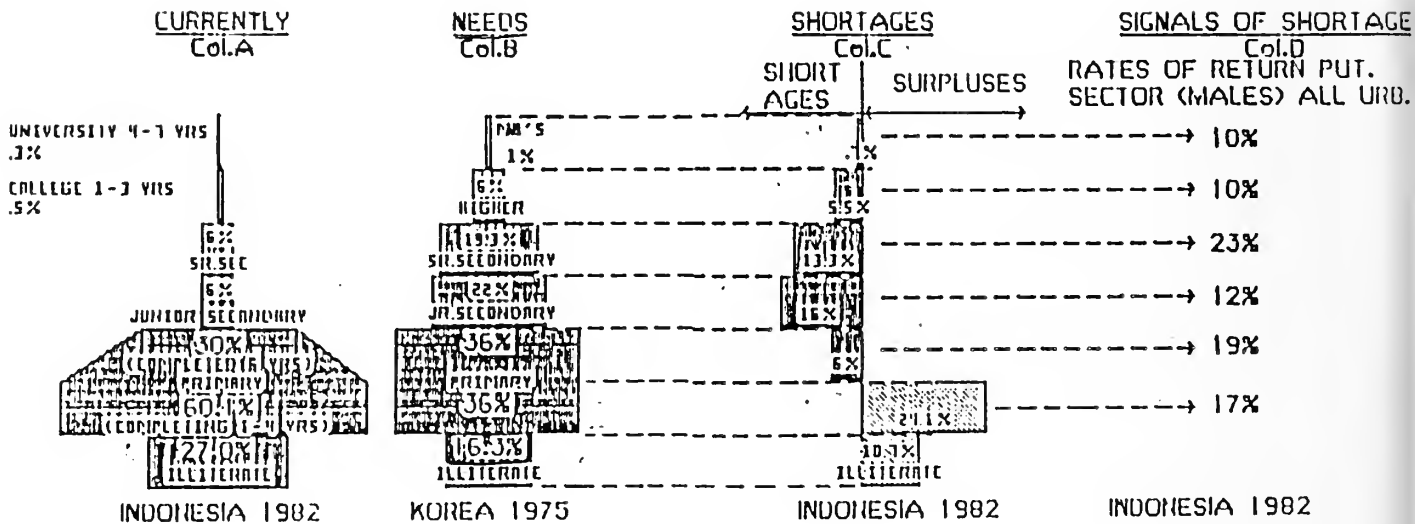 CURRENTLY
Col.A
UNIVERSITY 4-7 YRS
.3%
COLLEGE 1-3 YRS
.5%
6%
SR.SEC
6%
JUNIOR SECONDARY
30%
PRIMARY
60.1%
(COMPLETING 1-4 YRS)
27.0%
ILLITERATE
INDONESIA 1982
NEEDS
Col.B
1%
6%
HIGHER
19.3%
SR.SECONDARY
22%
JR.SECONDARY
36%
PRIMARY
36%
16.3%
ILLITERATE
KOREA 1975
SHORTAGES
Col.C
SHORT
AGES
SURPLUSES
5.5%
13.3%
16%
6%
ILLITERATE
INDONESIA 1982
SIGNALS OF SHORTAGE
Col.D
RATES OF RETURN PUT.
SECTOR (MALES) ALL URB.
10%
10%
23%
12%
19%
17%
INDONESIA 1982